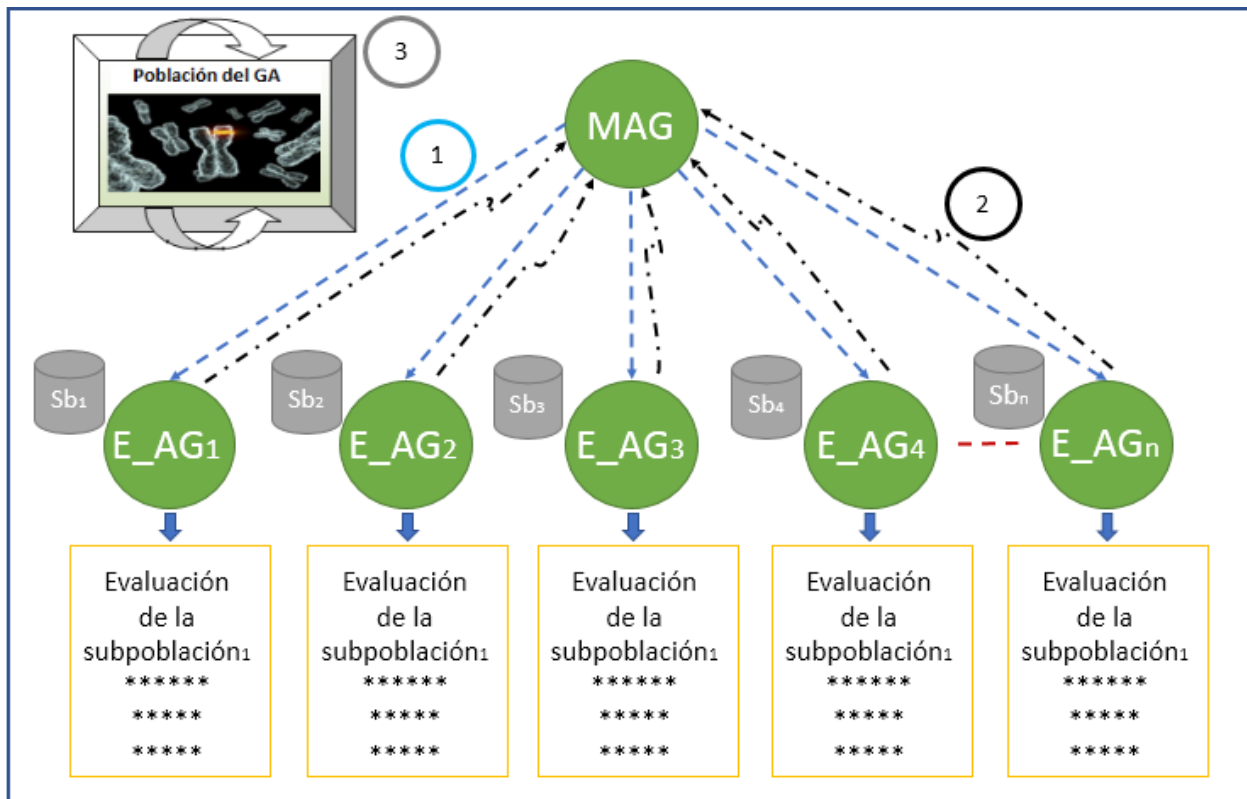 3
Población del GA
MAG
1
2
Sb1
Sb2
Sb3
Sb4
Sbn
E_AG1
E_AG2
E_AG3
E_AG4
E_AGn
Evaluación
de la
subpoblación1
******
*****
*****
Evaluación
de la
subpoblación1
******
*****
*****
Evaluación
de la
subpoblación1
******
*****
*****
Evaluación
de la
subpoblación1
******
*****
*****
Evaluación
de la
subpoblación1
******
*****
*****